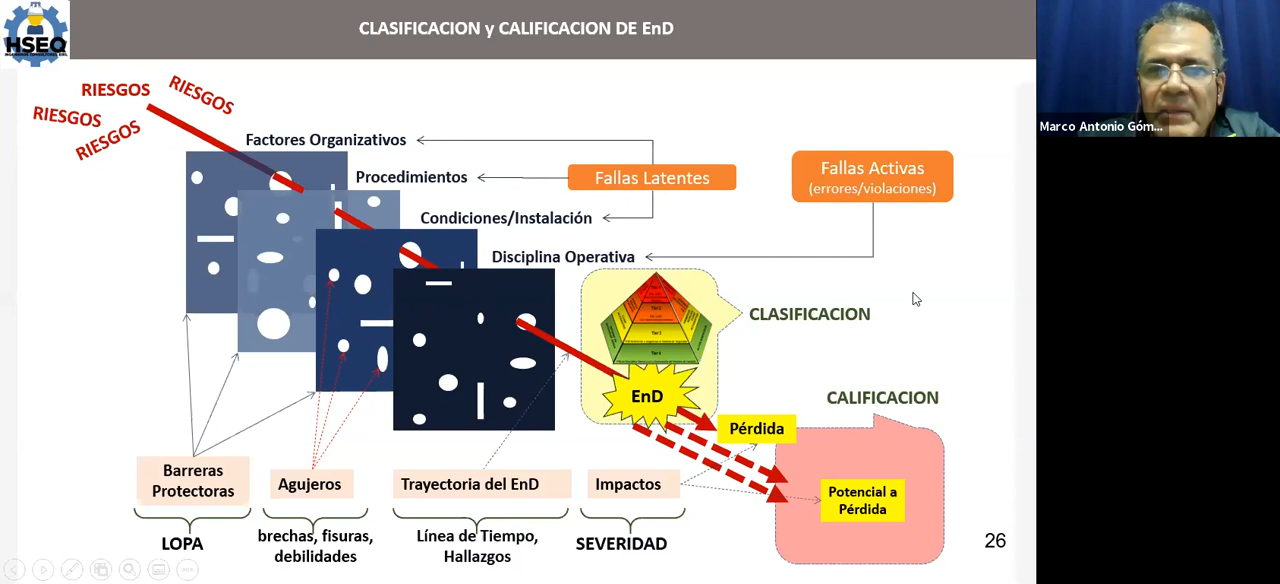 CLASIFICACION y CALIFICACION DE EnD
HSEQ
RIESGOS
RIESGOS
RIESGOS
RIESGOS
Factores Organizativos
Procedimientos
Condiciones/Instalación
Disciplina Operativa
Fallas Latentes
Fallas Activas
(errores/violaciones)
CLASIFICACION
EnD
CALIFICACION
Pérdida
Potencial a
Pérdida
Barreras
Protectoras
Agujeros
Trayectoria del EnD
Impactos
LOPA
brechas, fisuras,
debilidades
Línea de Tiempo,
Hallazgos
SEVERIDAD
26
Marco Antonio Góm...